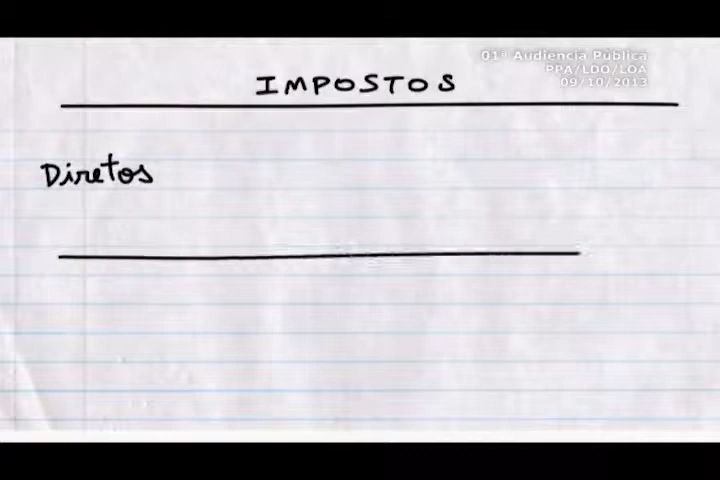 01ª Audiência Pública
PPA/LDO/LOA
09/10/2013
IMPOSTOS
Diretos